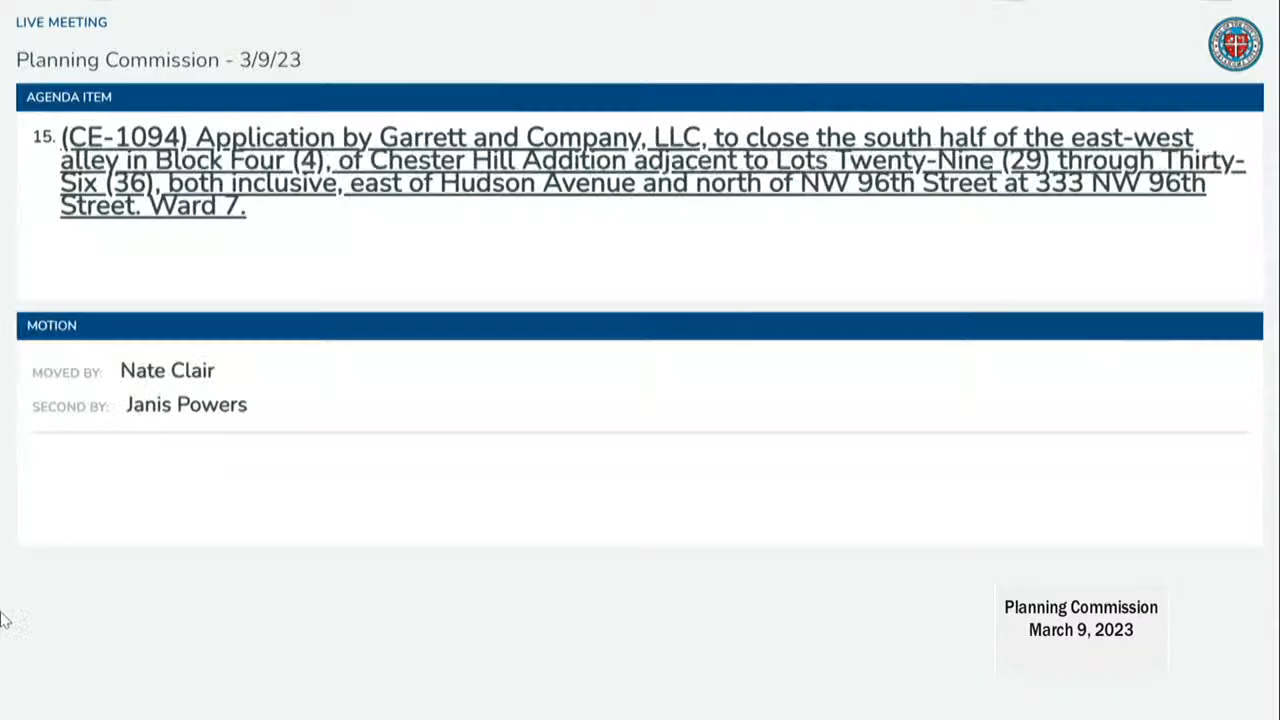 LIVE MEETING
Planning Commission - 3/9/23
AGENDA ITEM
15. (CE-1094) Application by Garrett and Company, LLC, to close the south half of the east-west
alley in Block Four (4), of Chester Hill Addition adjacent to Lots Twenty-Nine (29) through Thirty-
Six (36), both inclusive, east of Hudson Avenue and north of NW 96th Street at 333 NW 96th
Street. Ward 7.
MOTION
MOVED BY: Nate Clair
SECOND BY: Janis Powers
Planning Commission
March 9, 2023